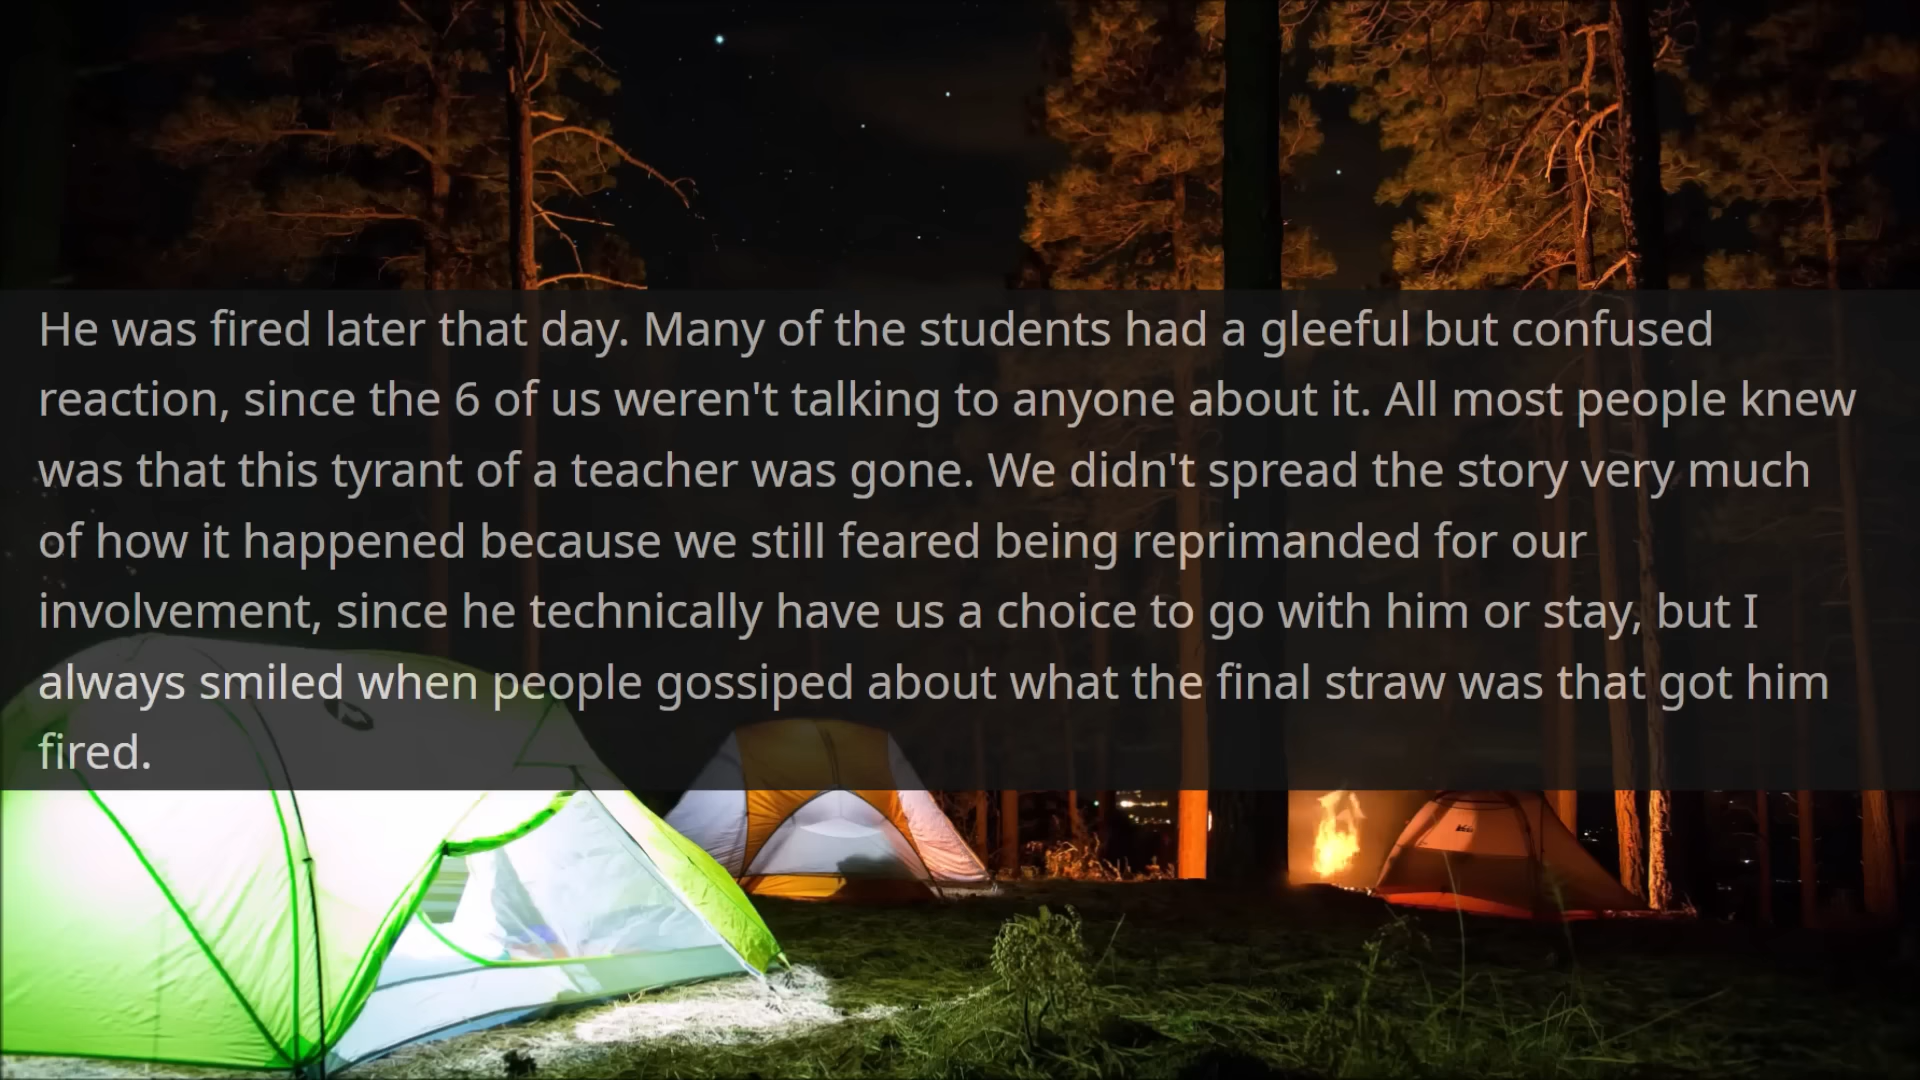 He was fired later that day. Many of the students had a gleeful but confused
reaction, since the 6 of us weren't talking to anyone about it. All most people knew
was that this tyrant of a teacher was gone. We didn't spread the story very much
of how it happened because we still feared being reprimanded for our
involvement, since he technically have us a choice to go with him or stay, but I
always smiled when people gossiped about what the final straw was that got him
fired.